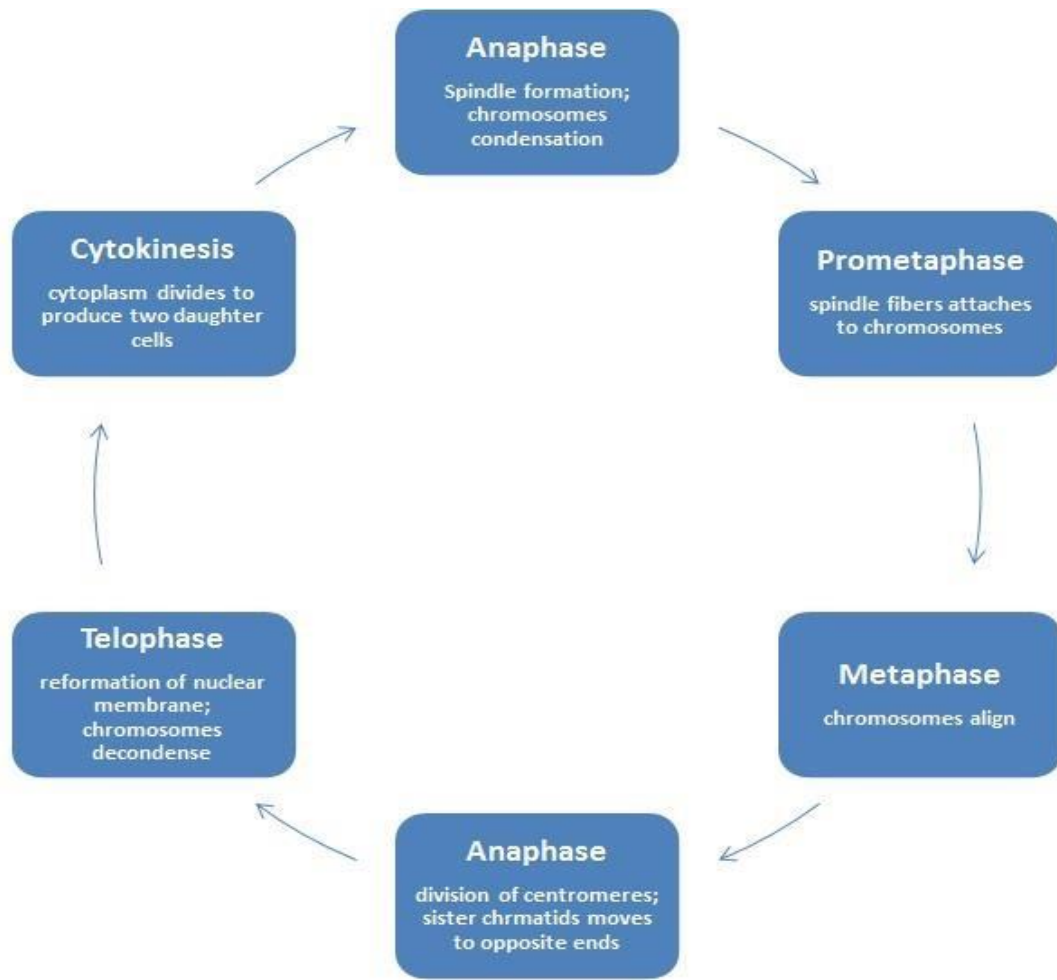 Anaphase
Spindle formation;
chromosomes
condensation
Prometaphase
spindle fibers attaches
to chromosomes
Metaphase
chromosomes align
Anaphase
division of centromeres;
sister chrmatids moves
to opposite ends
Telophase
reformation of nuclear
membrane;
chromosomes
decondense
Cytokinesis
cytoplasm divides to
produce two daughter
cells